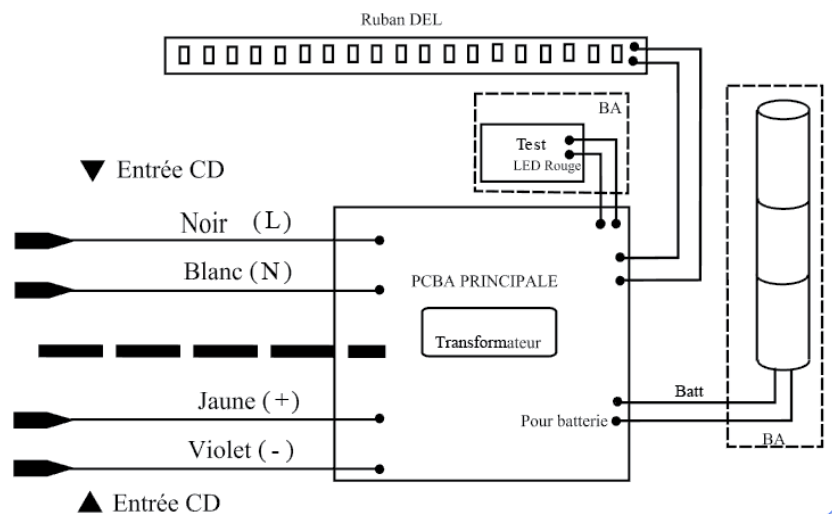 Ruban DEL
BA
Test
LED Rouge
▼ Entrée CD
Noir (L)
Blanc (N)
PCBA PRINCIPALE
Transformateur
Jaune (+)
Batt
Pour batterie
Violet (-)
BA
▲ Entrée CD